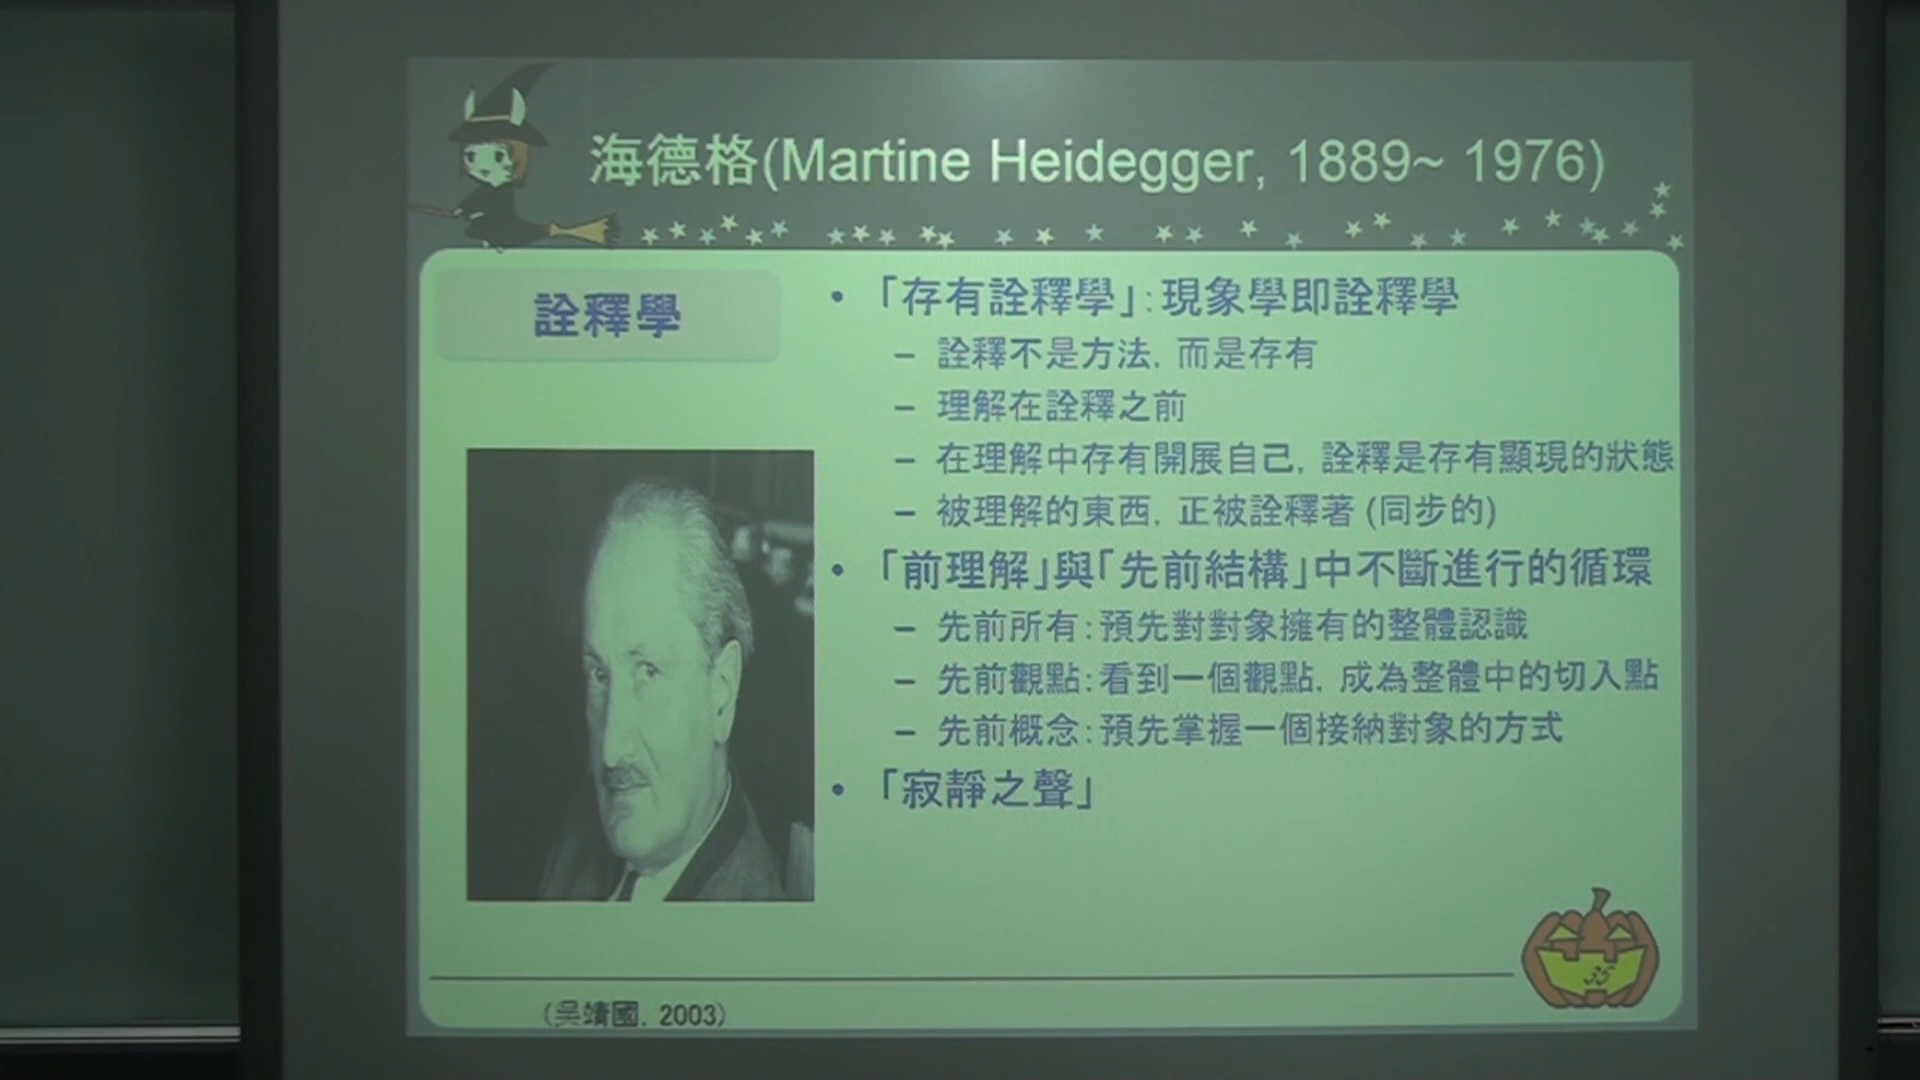 海德格(Martine Heidegger, 1889~ 1976)
詮釋學
• 「存有詮釋學」:現象學即詮釋學
– 詮釋不是方法, 而是存有
– 理解在詮釋之前
– 在理解中存有開展自己, 詮釋是存有顯現的狀態
– 被理解的東西, 正被詮釋著 (同步的)
• 「前理解」與「先前結構」中不斷進行的循環
– 先前所有:預先對對象擁有的整體認識
– 先前觀點:看到一個觀點, 成為整體中的切入點
– 先前概念:預先掌握一個接納對象的方式
• 「寂靜之聲」
35
(吳靖國, 2003)